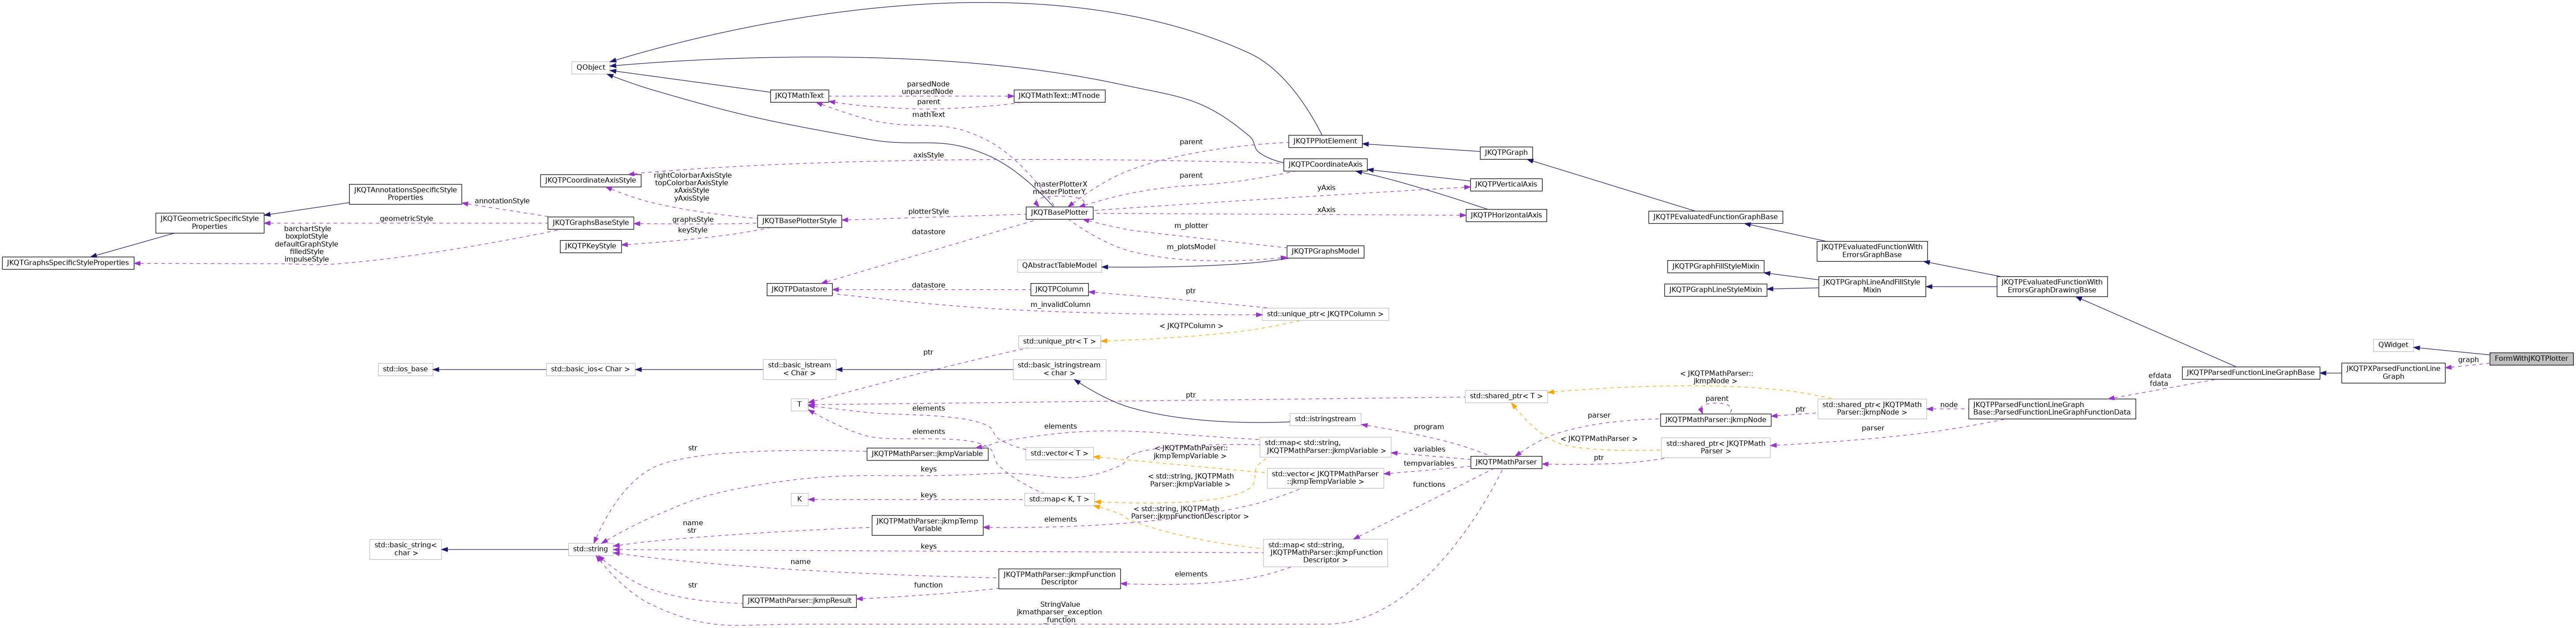 QObject
JKQTMathText
parsedNode
unparsedNode
parent
mathText
JKQTMathText::MTnode
JKQTPPlotElement
parent
JKQTPGraph
axisStyle
JKQTPCoordinateAxis
parent
JKQTPCoordinateAxisStyle
rightColorbarAxisStyle
topColorbarAxisStyle
xAxisStyle
yAxisStyle
masterPlotterX
masterPlotterY
yAxis
JKQTPVerticalAxis
JKQTAnnotationsSpecificStyle
Properties
annotationStyle
JKQTGeometricSpecificStyle
Properties
geometricStyle
JKQTGraphsBaseStyle
graphsStyle
JKQTBasePlotterStyle
plotterStyle
JKQTBasePlotter
xAxis
JKQTPHorizontalAxis
JKQTPEvaluatedFunctionGraphBase
barchartStyle
boxplotStyle
defaultGraphStyle
filledStyle
impulseStyle
keyStyle
JKQTPKeyStyle
datastore
m_plotter
m_plotsModel
JKQTPGraphsModel
JKQTPEvaluatedFunctionWith
ErrorsGraphBase
JKQTGraphsSpecificStyleProperties
QAbstractTableModel
JKQTPGraphFillStyleMixin
JKQTPDatastore
datastore
JKQTPColumn
ptr
m_invalidColumn
JKQTPGraphLineStyleMixin
JKQTPGraphLineAndFillStyle
Mixin
JKQTPEvaluatedFunctionWith
ErrorsGraphDrawingBase
std::unique_ptr< JKQTPColumn >
< JKQTPColumn >
std::unique_ptr< T >
ptr
QWidget
FormWithJKQTPlotter
graph
std::ios_base
std::basic_ios< Char >
std::basic_istream
< Char >
std::basic_istringstream
< char >
JKQTPParsedFunctionLineGraphBase
JKQTPXParsedFunctionLine
Graph
efdata
fdata
< JKQTPMathParser::
jkmpNode >
T
ptr
std::shared_ptr< T >
elements
parent
std::shared_ptr< JKQTPMath
Parser::jkmpNode >
node
JKQTPParsedFunctionLineGraph
Base::ParsedFunctionLineGraphFunctionData
parser
ptr
JKQTPMathParser::jkmpNode
std::istringstream
program
elements
elements
< JKQTPMathParser >
std::shared_ptr< JKQTPMath
Parser >
parser
ptr
str
JKQTPMathParser::jkmpVariable
std::vector< T >
< JKQTPMathParser::
jkmpTempVariable >
std::map< std::string,
JKQTPMathParser::jkmpVariable >
variables
tempvariables
JKQTPMathParser
keys
< std::string, JKQTPMath
Parser::jkmpVariable >
std::vector< JKQTPMathParser
::jkmpTempVariable >
functions
K
keys
std::map< K, T >
name
str
JKQTPMathParser::jkmpTemp
Variable
elements
< std::string, JKQTPMath
Parser::jkmpFunctionDescriptor >
std::basic_string<
char >
std::string
keys
std::map< std::string,
JKQTPMathParser::jkmpFunction
Descriptor >
name
JKQTPMathParser::jkmpFunction
Descriptor
elements
str
JKQTPMathParser::jkmpResult
function
StringValue
jkmathparser_exception
_function